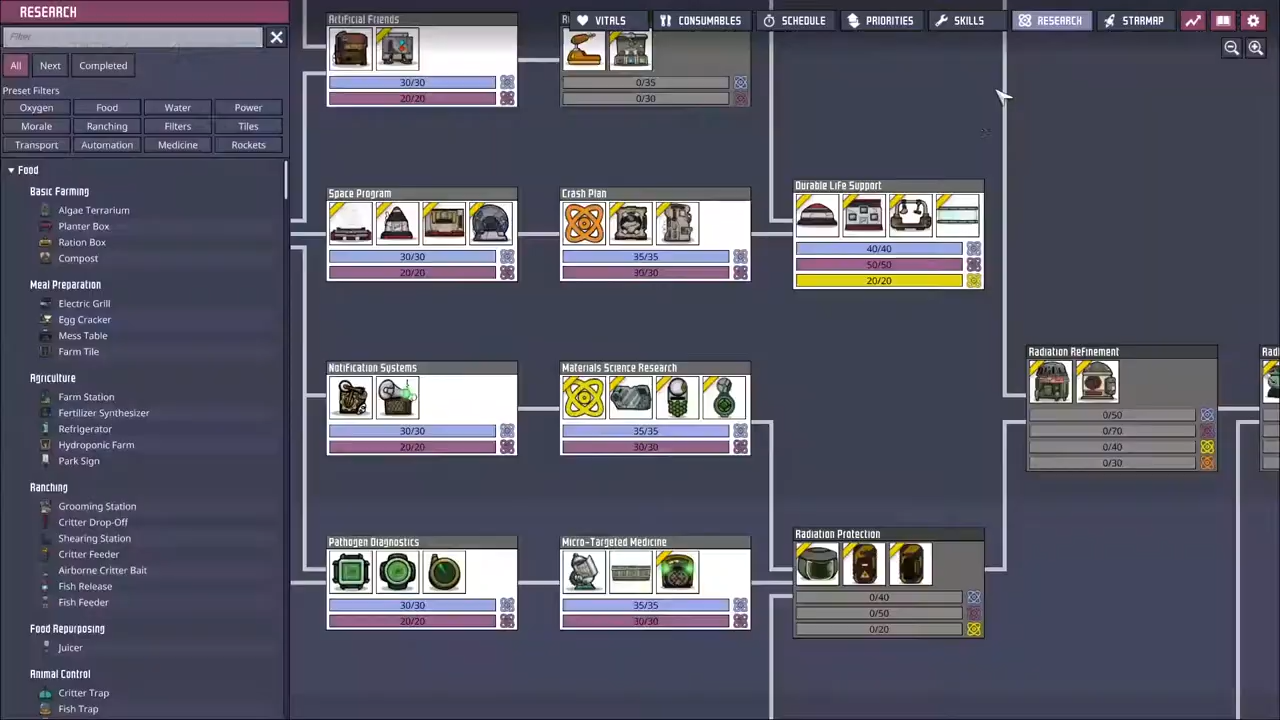 RESEARCH
Filter
All
Next
Completed
Preset Filters
Oxygen
Food
Water
Power
Morale
Ranching
Filters
Tiles
Transport
Automation
Medicine
Rockets
Food
Basic Farming
Algae Terrarium
Planter Box
Ration Box
Compost
Meal Preparation
Electric Grill
Egg Cracker
Mess Table
Farm Tile
Agriculture
Farm Station
Fertilizer Synthesizer
Refrigerator
Hydroponic Farm
Park Sign
Ranching
Grooming Station
Critter Drop-Off
Shearing Station
Critter Feeder
Airborne Critter Bait
Fish Release
Fish Feeder
Food Repurposing
Juicer
Animal Control
Critter Trap
Fish Trap
VITALS
CONSUMABLES
SCHEDULE
PRIORITIES
SKILLS
RESEARCH
STARMAP
Artificial Friends
30/30
20/20
0/35
0/30
Space Program
30/30
20/20
Crash Plan
35/35
30/30
Durable Life Support
40/40
50/50
20/20
Notification Systems
30/30
20/20
Materials Science Research
35/35
30/30
Radiation Refinement
0/50
0/70
0/40
0/30
Pathogen Diagnostics
30/30
20/20
Micro-Targeted Medicine
35/35
30/30
Radiation Protection
0/40
0/50
0/20